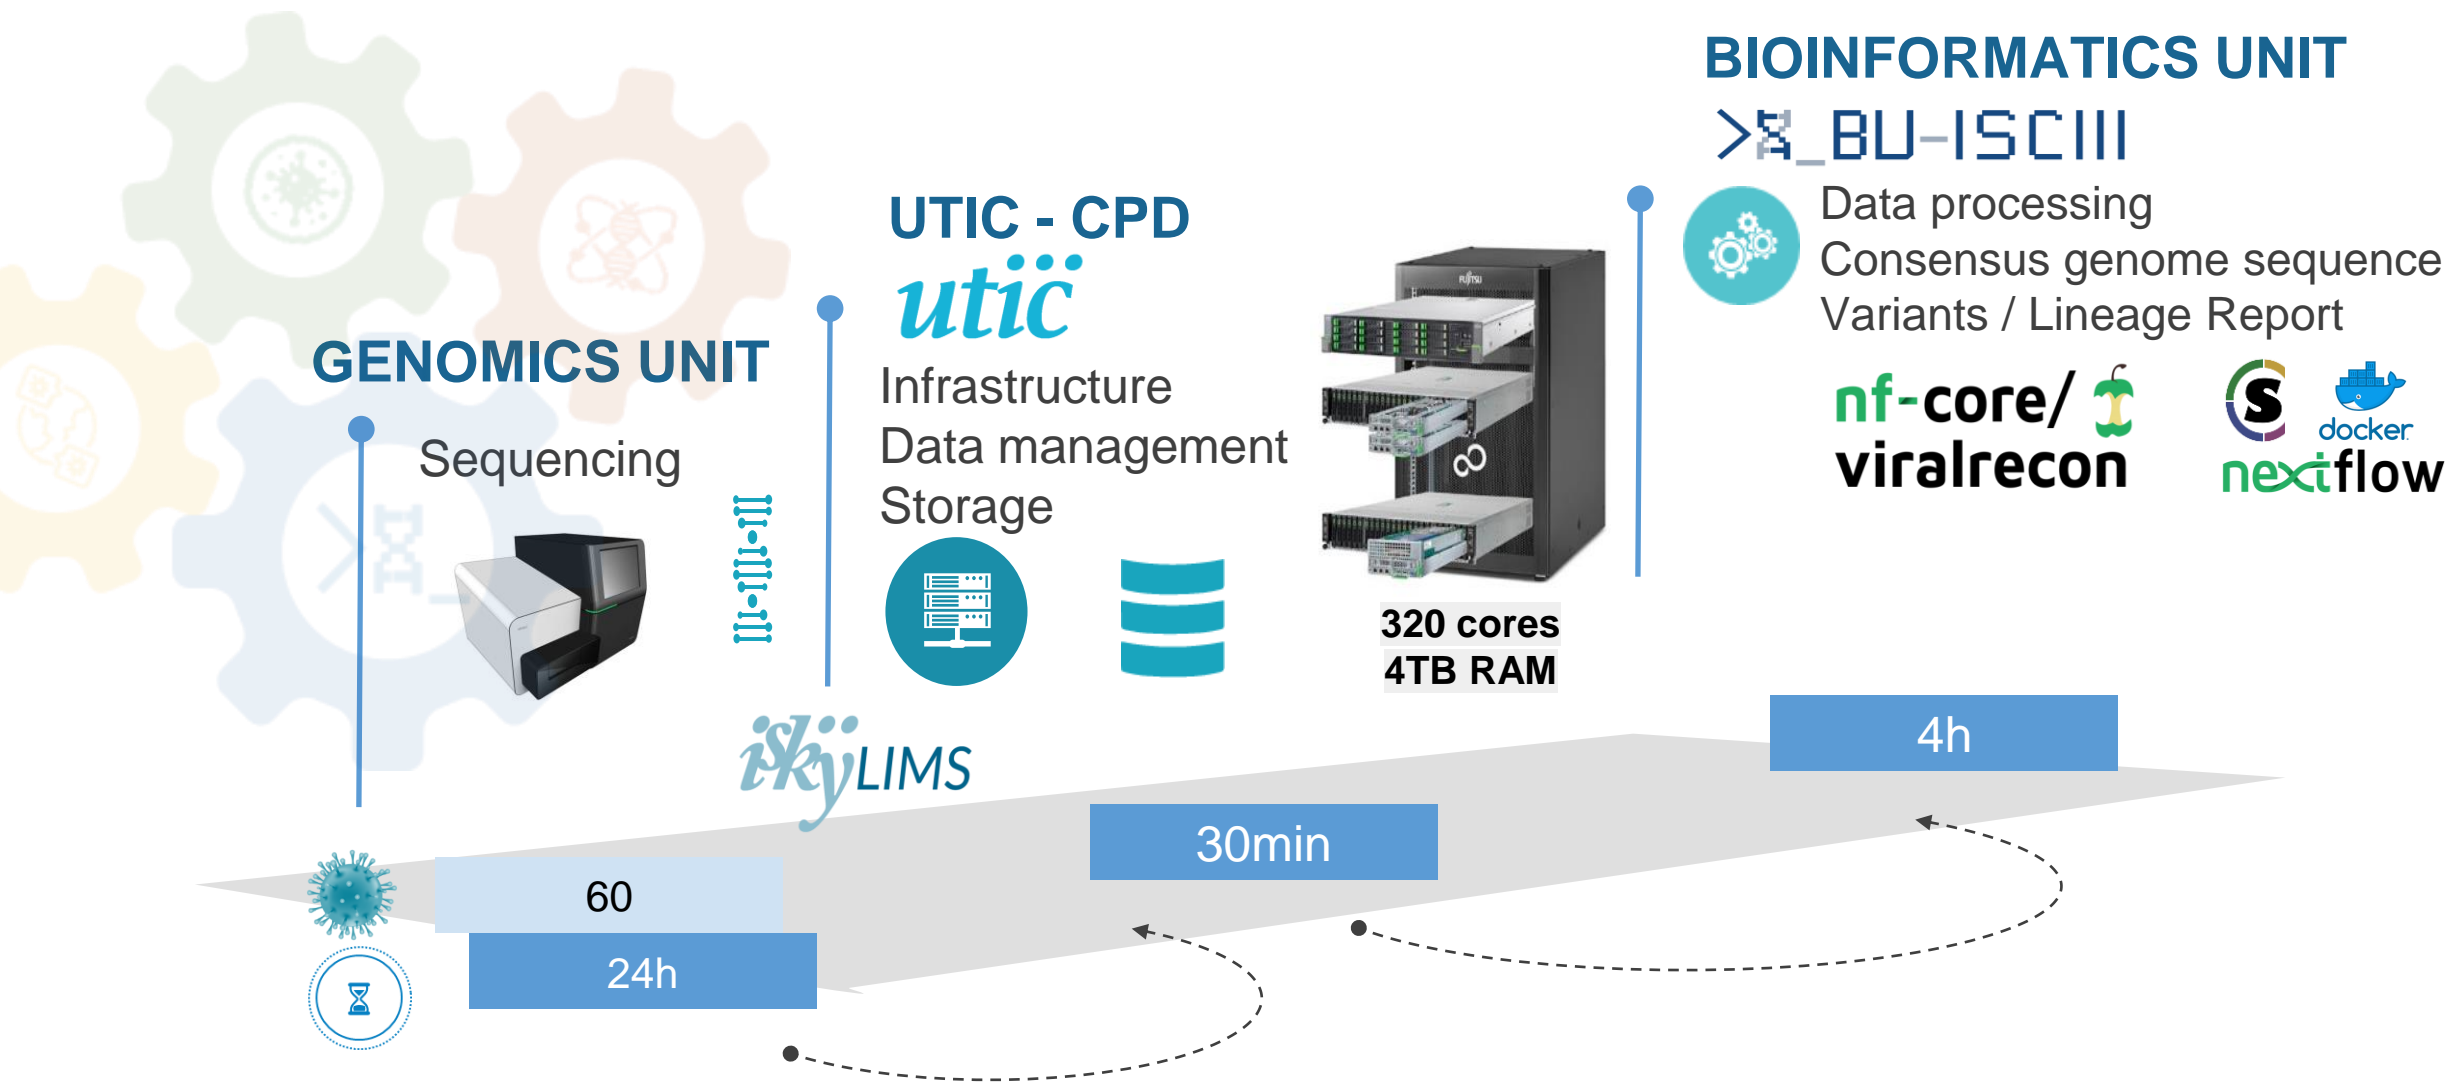 BIOINFORMATICS UNIT
>_BU-ISCIII
Data processing
Consensus genome sequence
Variants / Lineage Report
nf-core/
viralrecon
S
docker
nextflow
UTIC - CPD
utic
Infrastructure
Data management
Storage
FUJITSU
320 cores
4TB RAM
GENOMICS UNIT
Sequencing
iskyLIMS
4h
30min
60
24h